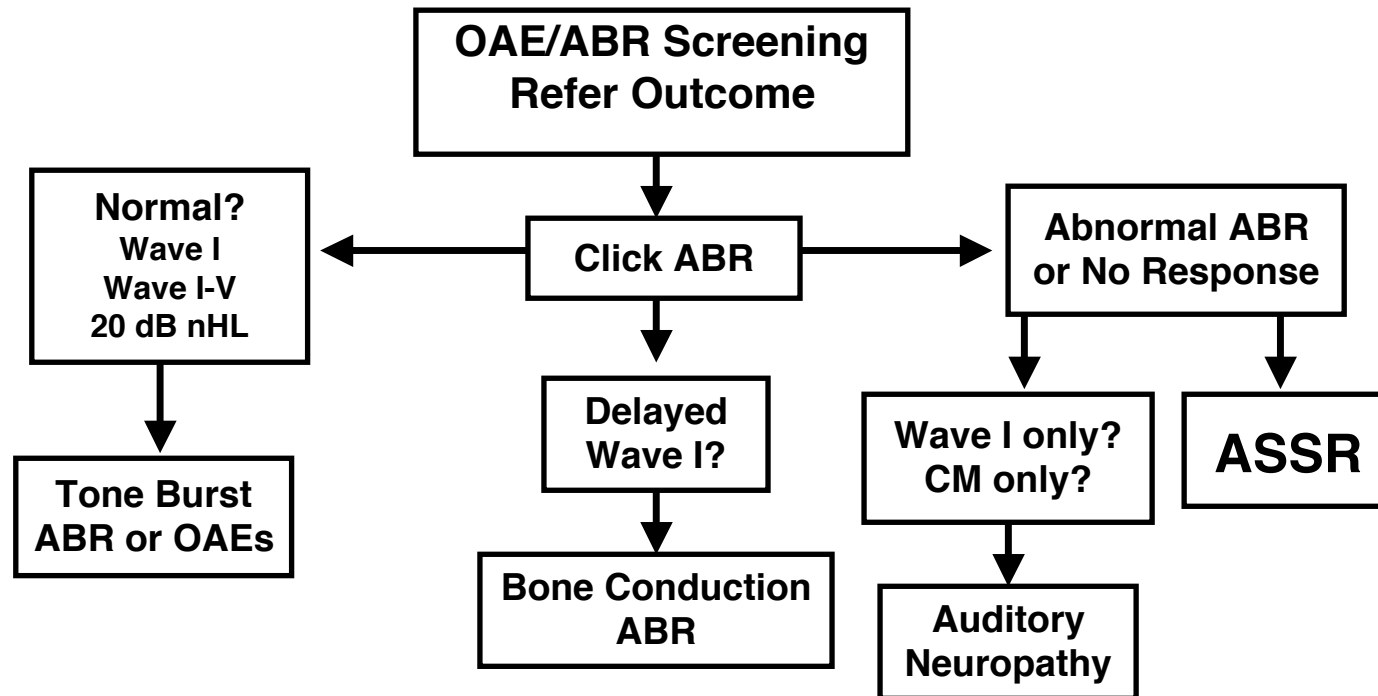 OAE/ABR Screening
Refer Outcome
Normal?
Wave I
Wave I-V
20 dB nHL
Click ABR
Abnormal ABR
or No Response
Delayed
Wave I?
Wave I only?
CM only?
ASSR
Tone Burst
ABR or OAEs
Bone Conduction
ABR
Auditory
Neuropathy